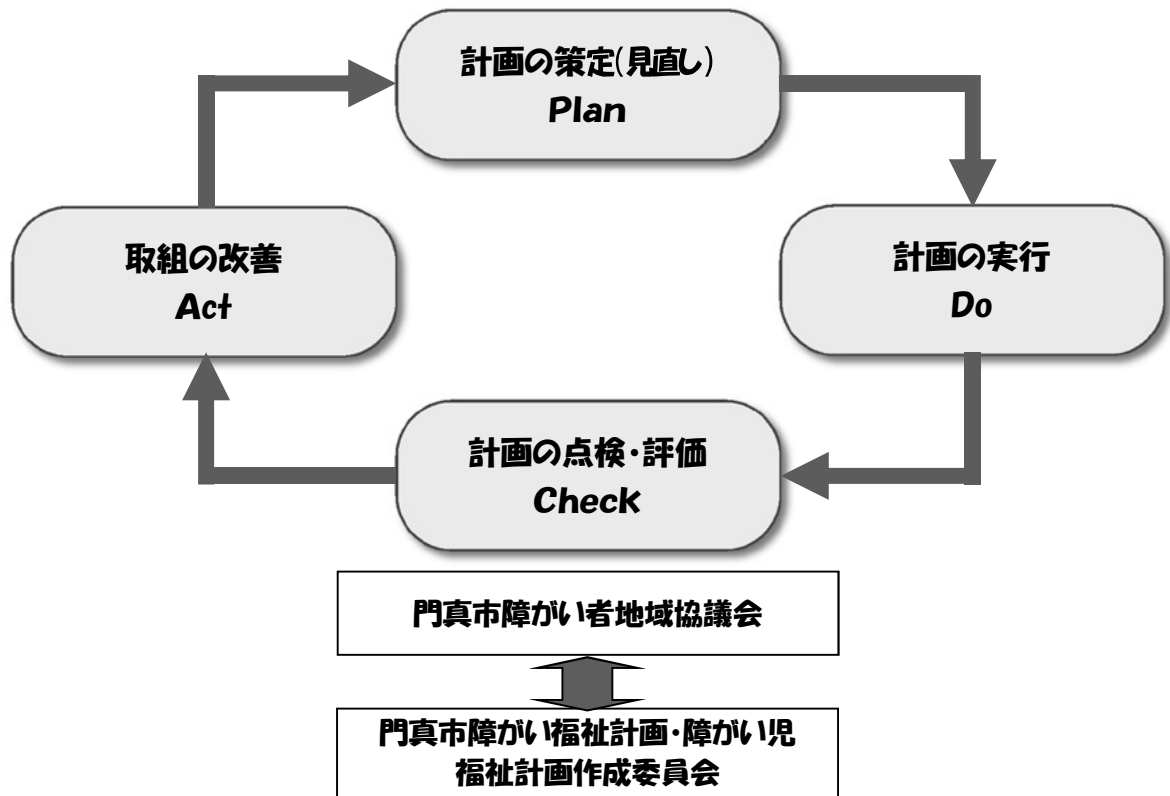 計画の策定(見直し)
Plan
取組の改善
Act
計画の実行
Do
計画の点検・評価
Check
門真市障がい者地域協議会
門真市障がい福祉計画・障がい児
福祉計画作成委員会